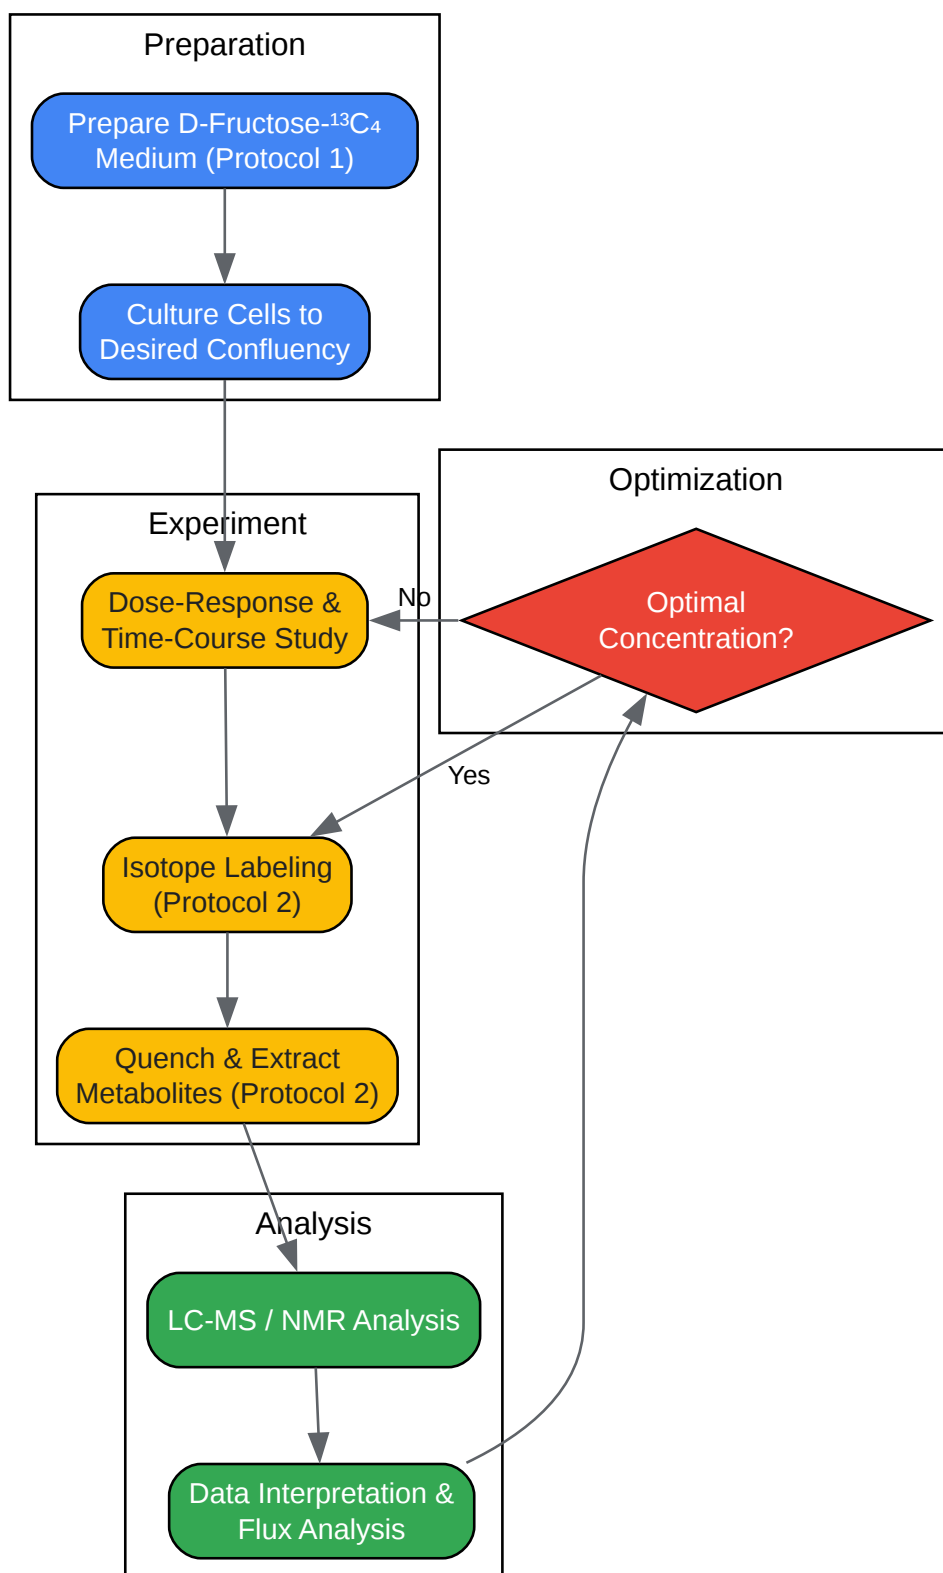 Preparation
Prepare D-Fructose-¹³C₄
Medium (Protocol 1)
Culture Cells to
Desired Confluency
Optimization
Experiment
No
Dose-Response &
Time-Course Study
Optimal
Concentration?
Yes
Isotope Labeling
(Protocol 2)
Quench & Extract
Metabolites (Protocol 2)
Analysis
LC-MS / NMR Analysis
Data Interpretation &
Flux Analysis